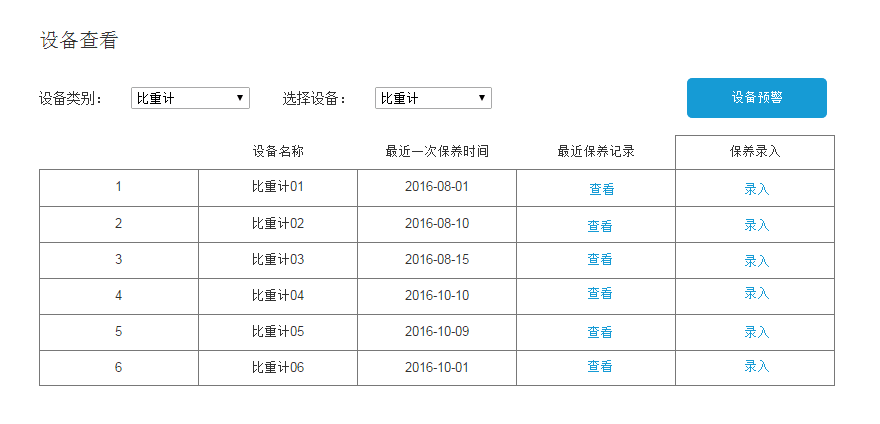 设备查看
设备类别： 比重计 选择设备： 比重计 设备预警
设备名称 最近一次保养时间 最近保养记录 保养录入
1 比重计01 2016-08-01 查看 录入
2 比重计02 2016-08-10 查看 录入
3 比重计03 2016-08-15 查看 录入
4 比重计04 2016-10-10 查看 录入
5 比重计05 2016-10-09 查看 录入
6 比重计06 2016-10-01 查看 录入